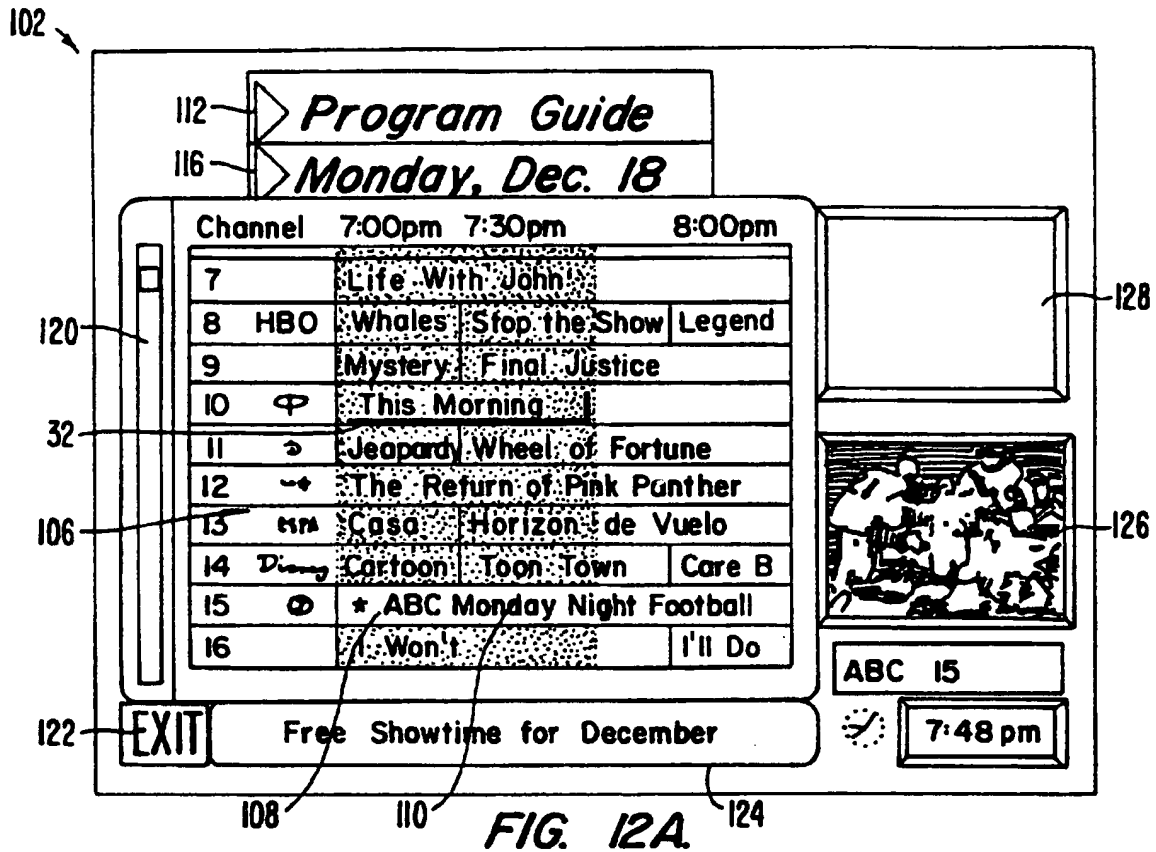 102
112 Program Guide
116 Monday, Dec. 18
Channel 7:00pm 7:30pm 8:00pm
7 Life With John
8 HBO Whales Stop the Show Legend
128
120
9 Mystery Final Justice
10 This Morning
32
11 Jeopardy Wheel of Fortune
12 The Return of Pink Panther
106
13 Casa Horizon de Vuelo
126
14 Disney Cartoon Toon Town Care B
15 * ABC Monday Night Football
16 I Won't I'll Do
ABC 15
122 EXIT Free Showtime for December
7:48 pm
108 110 124
FIG. 12A.